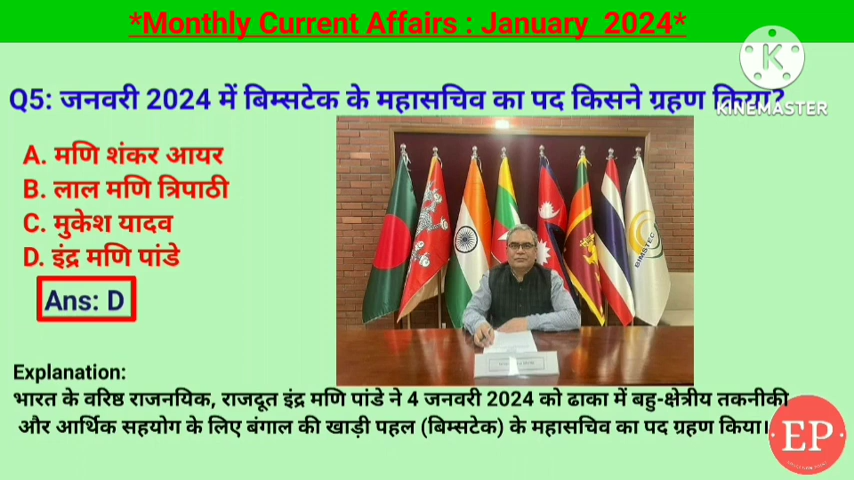 *Monthly Current Affairs : January 2024*
K
KINEMASTER
Q5: जनवरी 2024 में बिम्सटेक के महासचिव का पद किसने ग्रहण किया?
A. मणि शंकर आयर
B. लाल मणि त्रिपाठी
C. मुकेश यादव
D. इंद्र मणि पांडे
Ans: D
BIMSTEC
Explanation:
भारत के वरिष्ठ राजनयिक, राजदूत इंद्र मणि पांडे ने 4 जनवरी 2024 को ढाका में बहु-क्षेत्रीय तकनीकी
और आर्थिक सहयोग के लिए बंगाल की खाड़ी पहल (बिम्सटेक) के महासचिव का पद ग्रहण किया।
EP